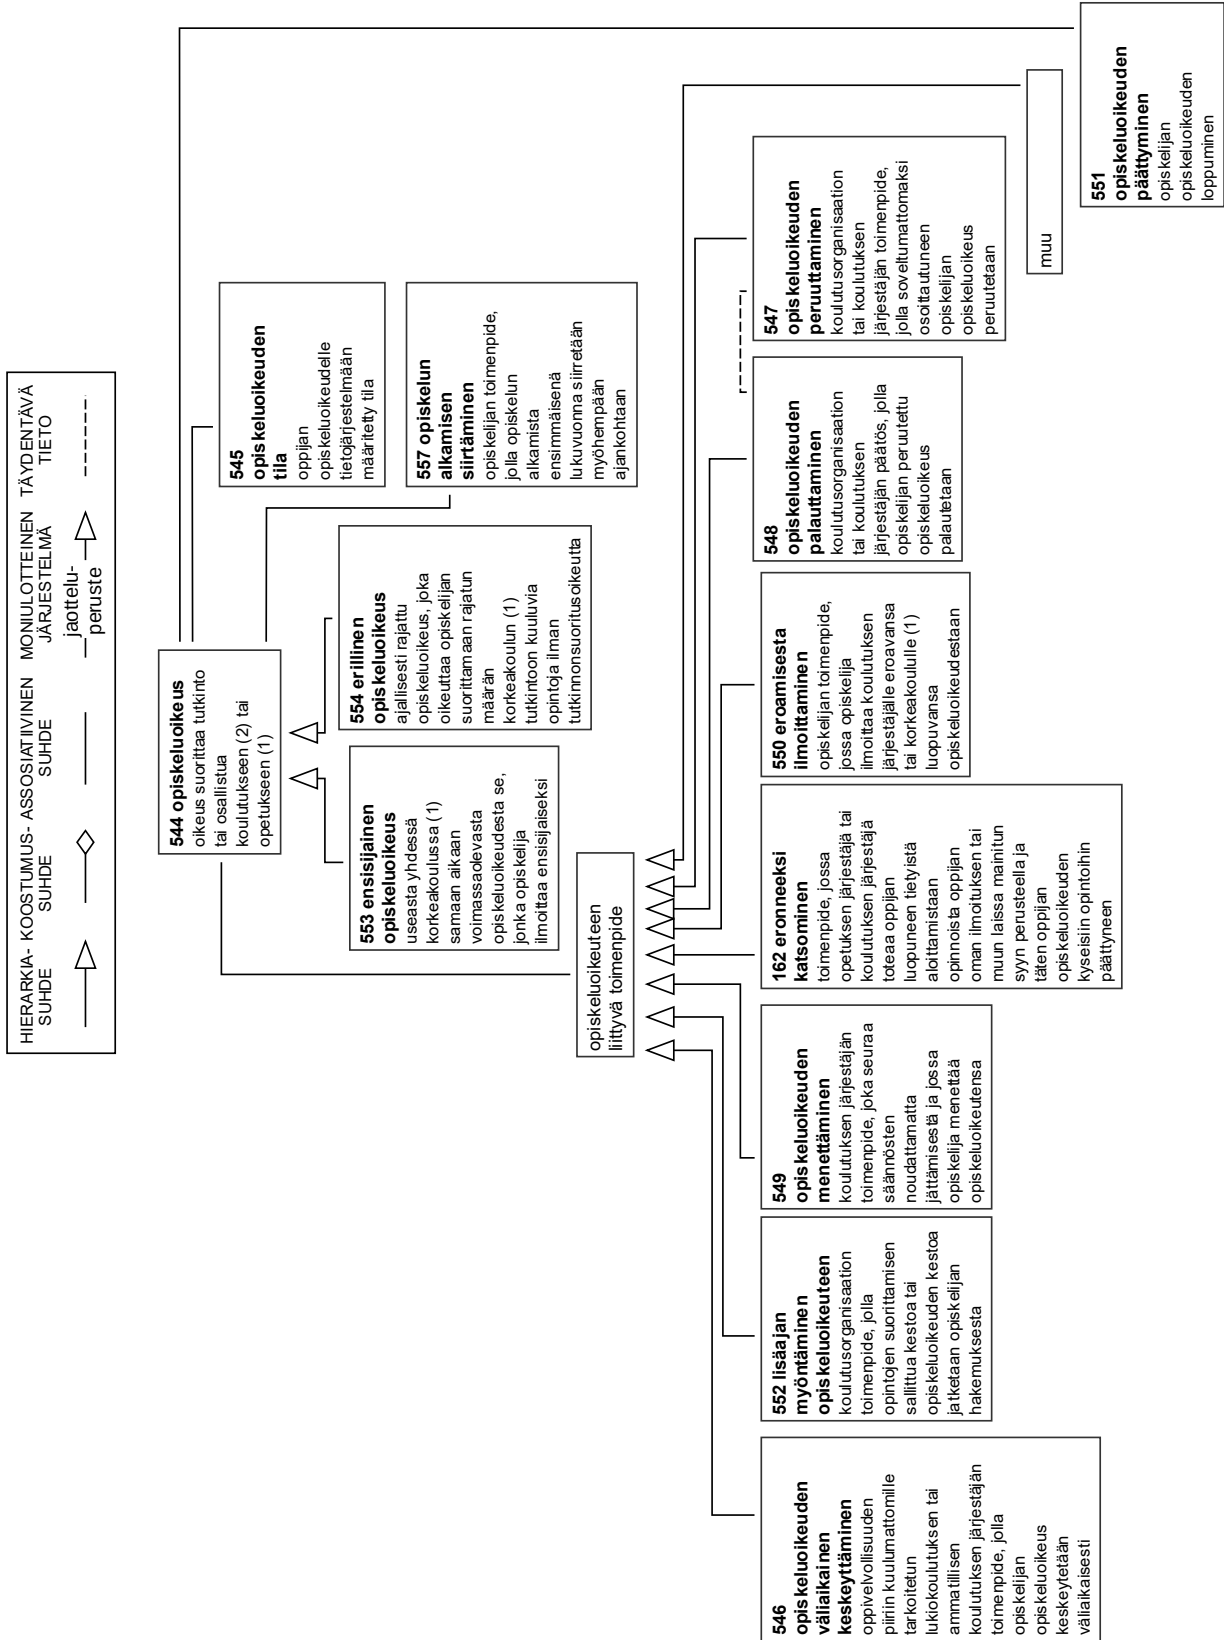 HIERARKIA-
SUHDE
KOOSTUMUS-
SUHDE
ASSOSIATIIVINEN
SUHDE
MONIULOTTEINEN
JÄRJESTELMÄ
TÄYDENTÄVÄ
TIETO
jaottelu-
peruste
544 opiskeluoikeus
oikeus suorittaa tutkinto
tai osallistua
koulutukseen (2) tai
opetukseen (1)
545
opiskeluoikeuden
tila
oppijan
opiskeluoikeudelle
tietojärjestelmään
määritetty tila
553 ensisijainen
opiskeluoikeus
useasta yhdessä
korkeakoulussa (1)
samaan aikaan
voimassaolevasta
opiskeluoikeudesta se,
jonka opiskelija
ilmoittaa ensisijaiseksi
554 erillinen
opiskeluoikeus
ajallisesti rajattu
opiskeluoikeus, joka
oikeuttaa opiskelijan
suorittamaan rajatun
määrän
korkeakoulun (1)
tutkintoon kuuluvia
opintoja ilman
tutkinnonsuoritusoikeutta
557 opiskelun
alkamisen
siirtäminen
opiskelijan toimenpide,
jolla opiskelun
alkamista
ensimmäisenä
lukuvuonna siirretään
myöhempään
ajankohtaan
opiskeluoikeuteen
liittyvä toimenpide
546
opiskeluoikeuden
väliaikainen
keskeyttäminen
oppivelvollisuuden
piiriin kuulumattomille
tarkoitetun
lukiokoulutuksen tai
ammatillisen
koulutuksen järjestäjän
toimenpide, jolla
opiskelijan
opiskeluoikeus
keskeytetään
väliaikaisesti
552 lisäajan
myöntäminen
opiskeluoikeuteen
koulutusorganisaation
toimenpide, jolla
opintojen suorittamisen
sallittua kestoa tai
opiskeluoikeuden kestoa
jatketaan opiskelijan
hakemuksesta
549
opiskeluoikeuden
menettäminen
koulutuksen järjestäjän
toimenpide, joka seuraa
säännösten
noudattamatta
jättämisestä ja jossa
opiskelija menettää
opiskeluoikeutensa
162 eronneeksi
katsominen
toimenpide, jossa
opetuksen järjestäjä tai
koulutuksen järjestäjä
toteaa oppijan
luopunen tietyistä
aloittamistaan
opinnoista oppijan
oman ilmoituksen tai
muun laissa mainitun
syyn perusteella ja
täten oppijan
opiskeluoikeuden
kyseisiin opintoihin
päättyneen
550 eroamisesta
ilmoittaminen
opiskelijan toimenpide,
jossa opiskelija
ilmoittaa koulutuksen
järjestäjälle eroavansa
tai korkeakoululle (1)
luopuvansa
opiskeluoikeudestaan
548
opiskeluoikeuden
palauttaminen
koulutusorganisaation
tai koulutuksen
järjestäjän päätös, jolla
opiskelijan peruutettu
opiskeluoikeus
palautetaan
547
opiskeluoikeuden
peruuttaminen
koulutusorganisaation
tai koulutuksen
järjestäjän toimenpide,
jolla soveltumattomaksi
osoittautuneen
opiskelijan
opiskeluoikeus
peruutetaan
muu
551
opiskeluoikeuden
päättyminen
opiskelijan
opiskeluoikeuden
loppuminen